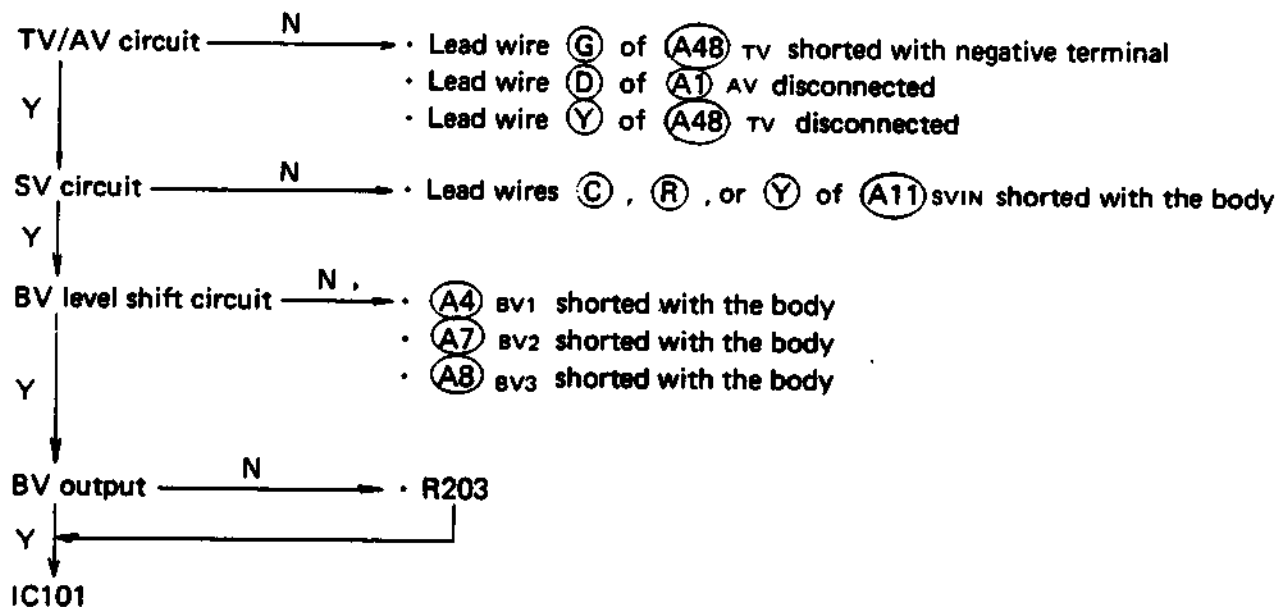 TV/AV circuit N · Lead wire G of A48 TV shorted with negative terminal
· Lead wire D of A1 AV disconnected
Y
· Lead wire Y of A48 TV disconnected
SV circuit N · Lead wires C , R , or Y of A11 SVIN shorted with the body
Y
BV level shift circuit N · A4 BV1 shorted with the body
· A7 BV2 shorted with the body
· A8 BV3 shorted with the body
Y
BV output N · R203
Y
IC101